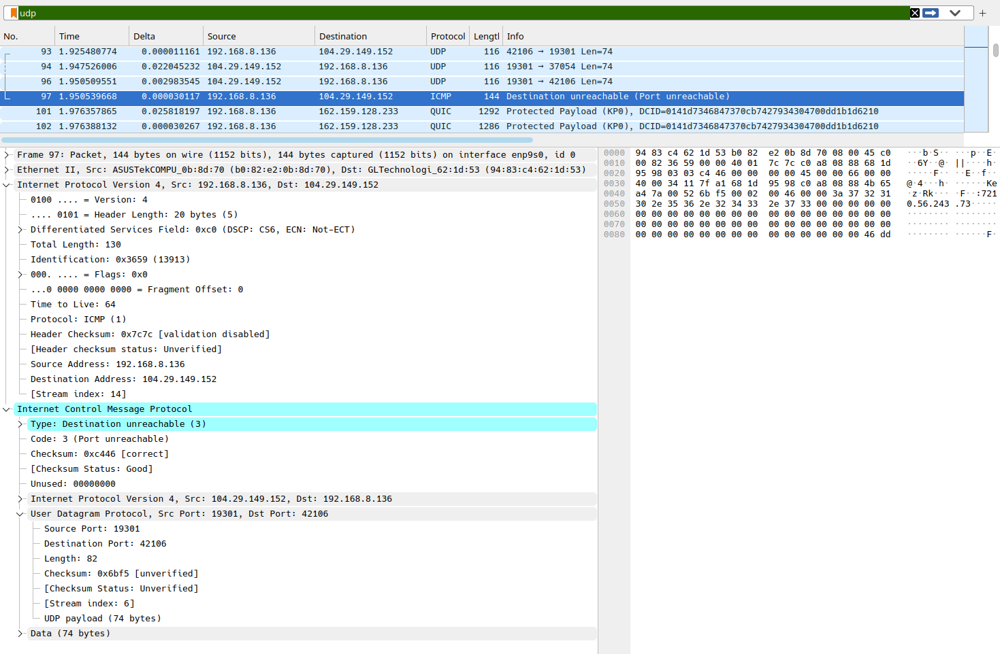 udp
No. Time Delta Source Destination Protocol Lengtl Info
93 1.925480774 0.000011161 192.168.8.136 104.29.149.152 UDP 116 42106 → 19301 Len=74
94 1.947526006 0.022045232 104.29.149.152 192.168.8.136 UDP 116 19301 → 37054 Len=74
96 1.950509551 0.002983545 104.29.149.152 192.168.8.136 UDP 116 19301 → 42106 Len=74
97 1.950539668 0.000030117 192.168.8.136 104.29.149.152 ICMP 144 Destination unreachable (Port unreachable)
101 1.976357865 0.025818197 192.168.8.136 162.159.128.233 QUIC 1292 Protected Payload (KP0), DCID=0141d7346847370cb7427934304700dd1b1d6210
102 1.976388132 0.000030267 192.168.8.136 162.159.128.233 QUIC 1286 Protected Payload (KP0), DCID=0141d7346847370cb7427934304700dd1b1d6210
Frame 97: Packet, 144 bytes on wire (1152 bits), 144 bytes captured (1152 bits) on interface enp9s0, id 0
Ethernet II, Src: ASUSTekCOMPU_0b:8d:70 (b0:82:e2:0b:8d:70), Dst: GLTechnologi_62:1d:53 (94:83:c4:62:1d:53)
Internet Protocol Version 4, Src: 192.168.8.136, Dst: 104.29.149.152
0100 .... = Version: 4
.... 0101 = Header Length: 20 bytes (5)
Differentiated Services Field: 0xc0 (DSCP: CS6, ECN: Not-ECT)
Total Length: 130
Identification: 0x3659 (13913)
000. .... = Flags: 0x0
...0 0000 0000 0000 = Fragment Offset: 0
Time to Live: 64
Protocol: ICMP (1)
Header Checksum: 0x7c7c [validation disabled]
[Header checksum status: Unverified]
Source Address: 192.168.8.136
Destination Address: 104.29.149.152
[Stream index: 14]
Internet Control Message Protocol
Type: Destination unreachable (3)
Code: 3 (Port unreachable)
Checksum: 0xc446 [correct]
[Checksum Status: Good]
Unused: 00000000
Internet Protocol Version 4, Src: 104.29.149.152, Dst: 192.168.8.136
User Datagram Protocol, Src Port: 19301, Dst Port: 42106
Source Port: 19301
Destination Port: 42106
Length: 82
Checksum: 0x6bf5 [unverified]
[Checksum Status: Unverified]
[Stream index: 6]
UDP payload (74 bytes)
Data (74 bytes)
0000 94 83 c4 62 1d 53 b0 82 e2 0b 8d 70 08 00 45 c0 ···b·S·· ···p··E·
0010 00 82 36 59 00 00 40 01 7c 7c c0 a8 08 88 68 1d ··6Y··@· ||····h·
0020 95 98 03 03 c4 46 00 00 00 00 45 00 00 66 00 00 ·····F·· ··E··f··
0030 40 00 34 11 7f a1 68 1d 95 98 c0 a8 08 88 4b 65 @·4···h· ······Ke
0040 a4 7a 00 52 6b f5 00 02 00 46 00 00 3a 37 32 31 ·z·Rk··· ·F··:721
0050 30 2e 35 36 2e 32 34 33 2e 37 33 00 00 00 00 00 0.56.243 .73·····
0060 00 00 00 00 00 00 00 00 00 00 00 00 00 00 00 00 ········ ········
0070 00 00 00 00 00 00 00 00 00 00 00 00 00 00 00 00 ········ ········
0080 00 00 00 00 00 00 00 00 00 00 00 00 00 00 46 dd ········ ······F·